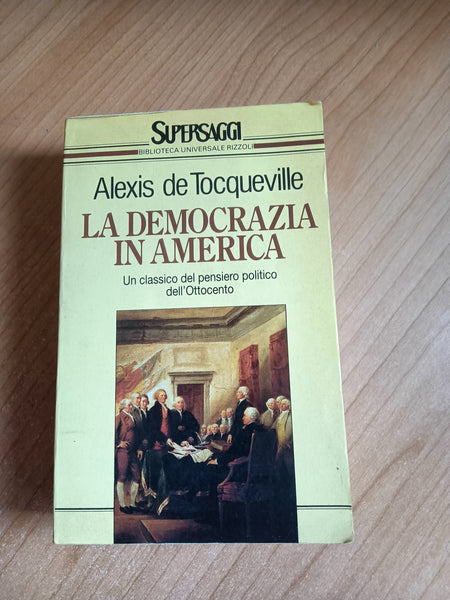 SUPERSAGGI
BIBLIOTECA UNIVERSALE RIZZOLI
Alexis de Tocqueville
LA DEMOCRAZIA
IN AMERICA
Un classico del pensiero politico
dell'Ottocento